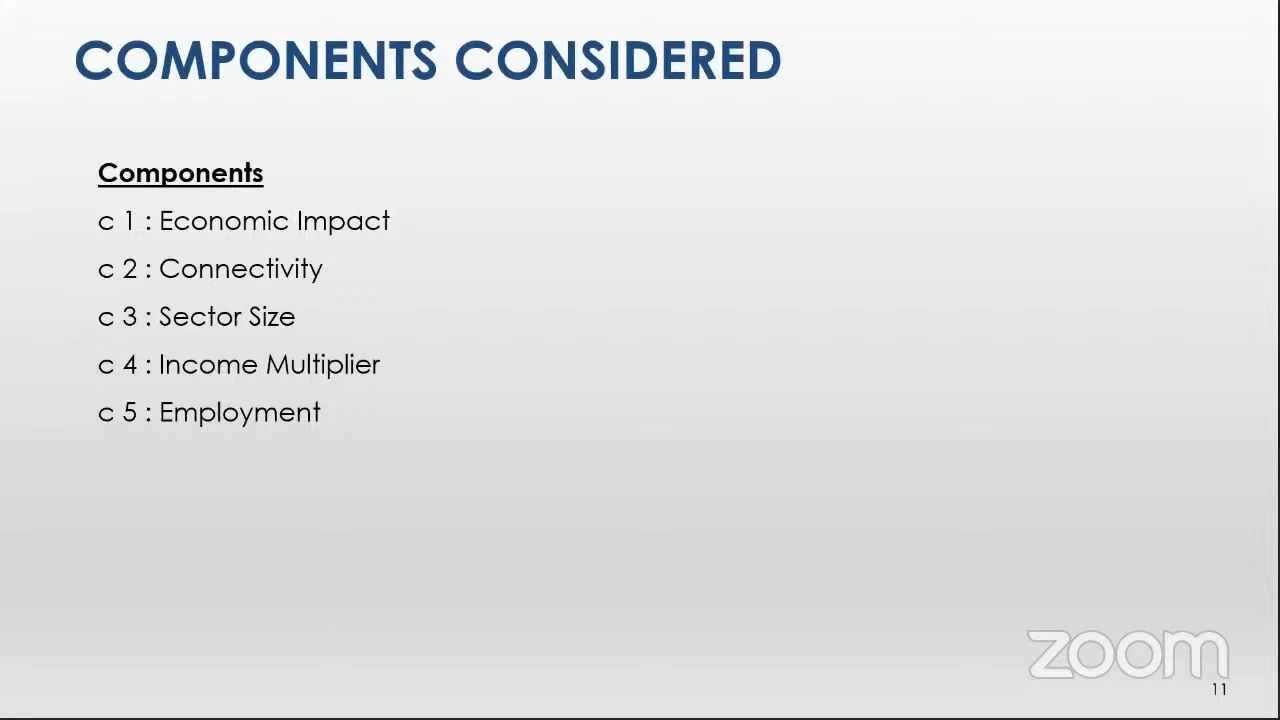 COMPONENTS CONSIDERED
Components
c 1 : Economic Impact
c 2 : Connectivity
c 3 : Sector Size
c 4 : Income Multiplier
c 5 : Employment
zoom
11